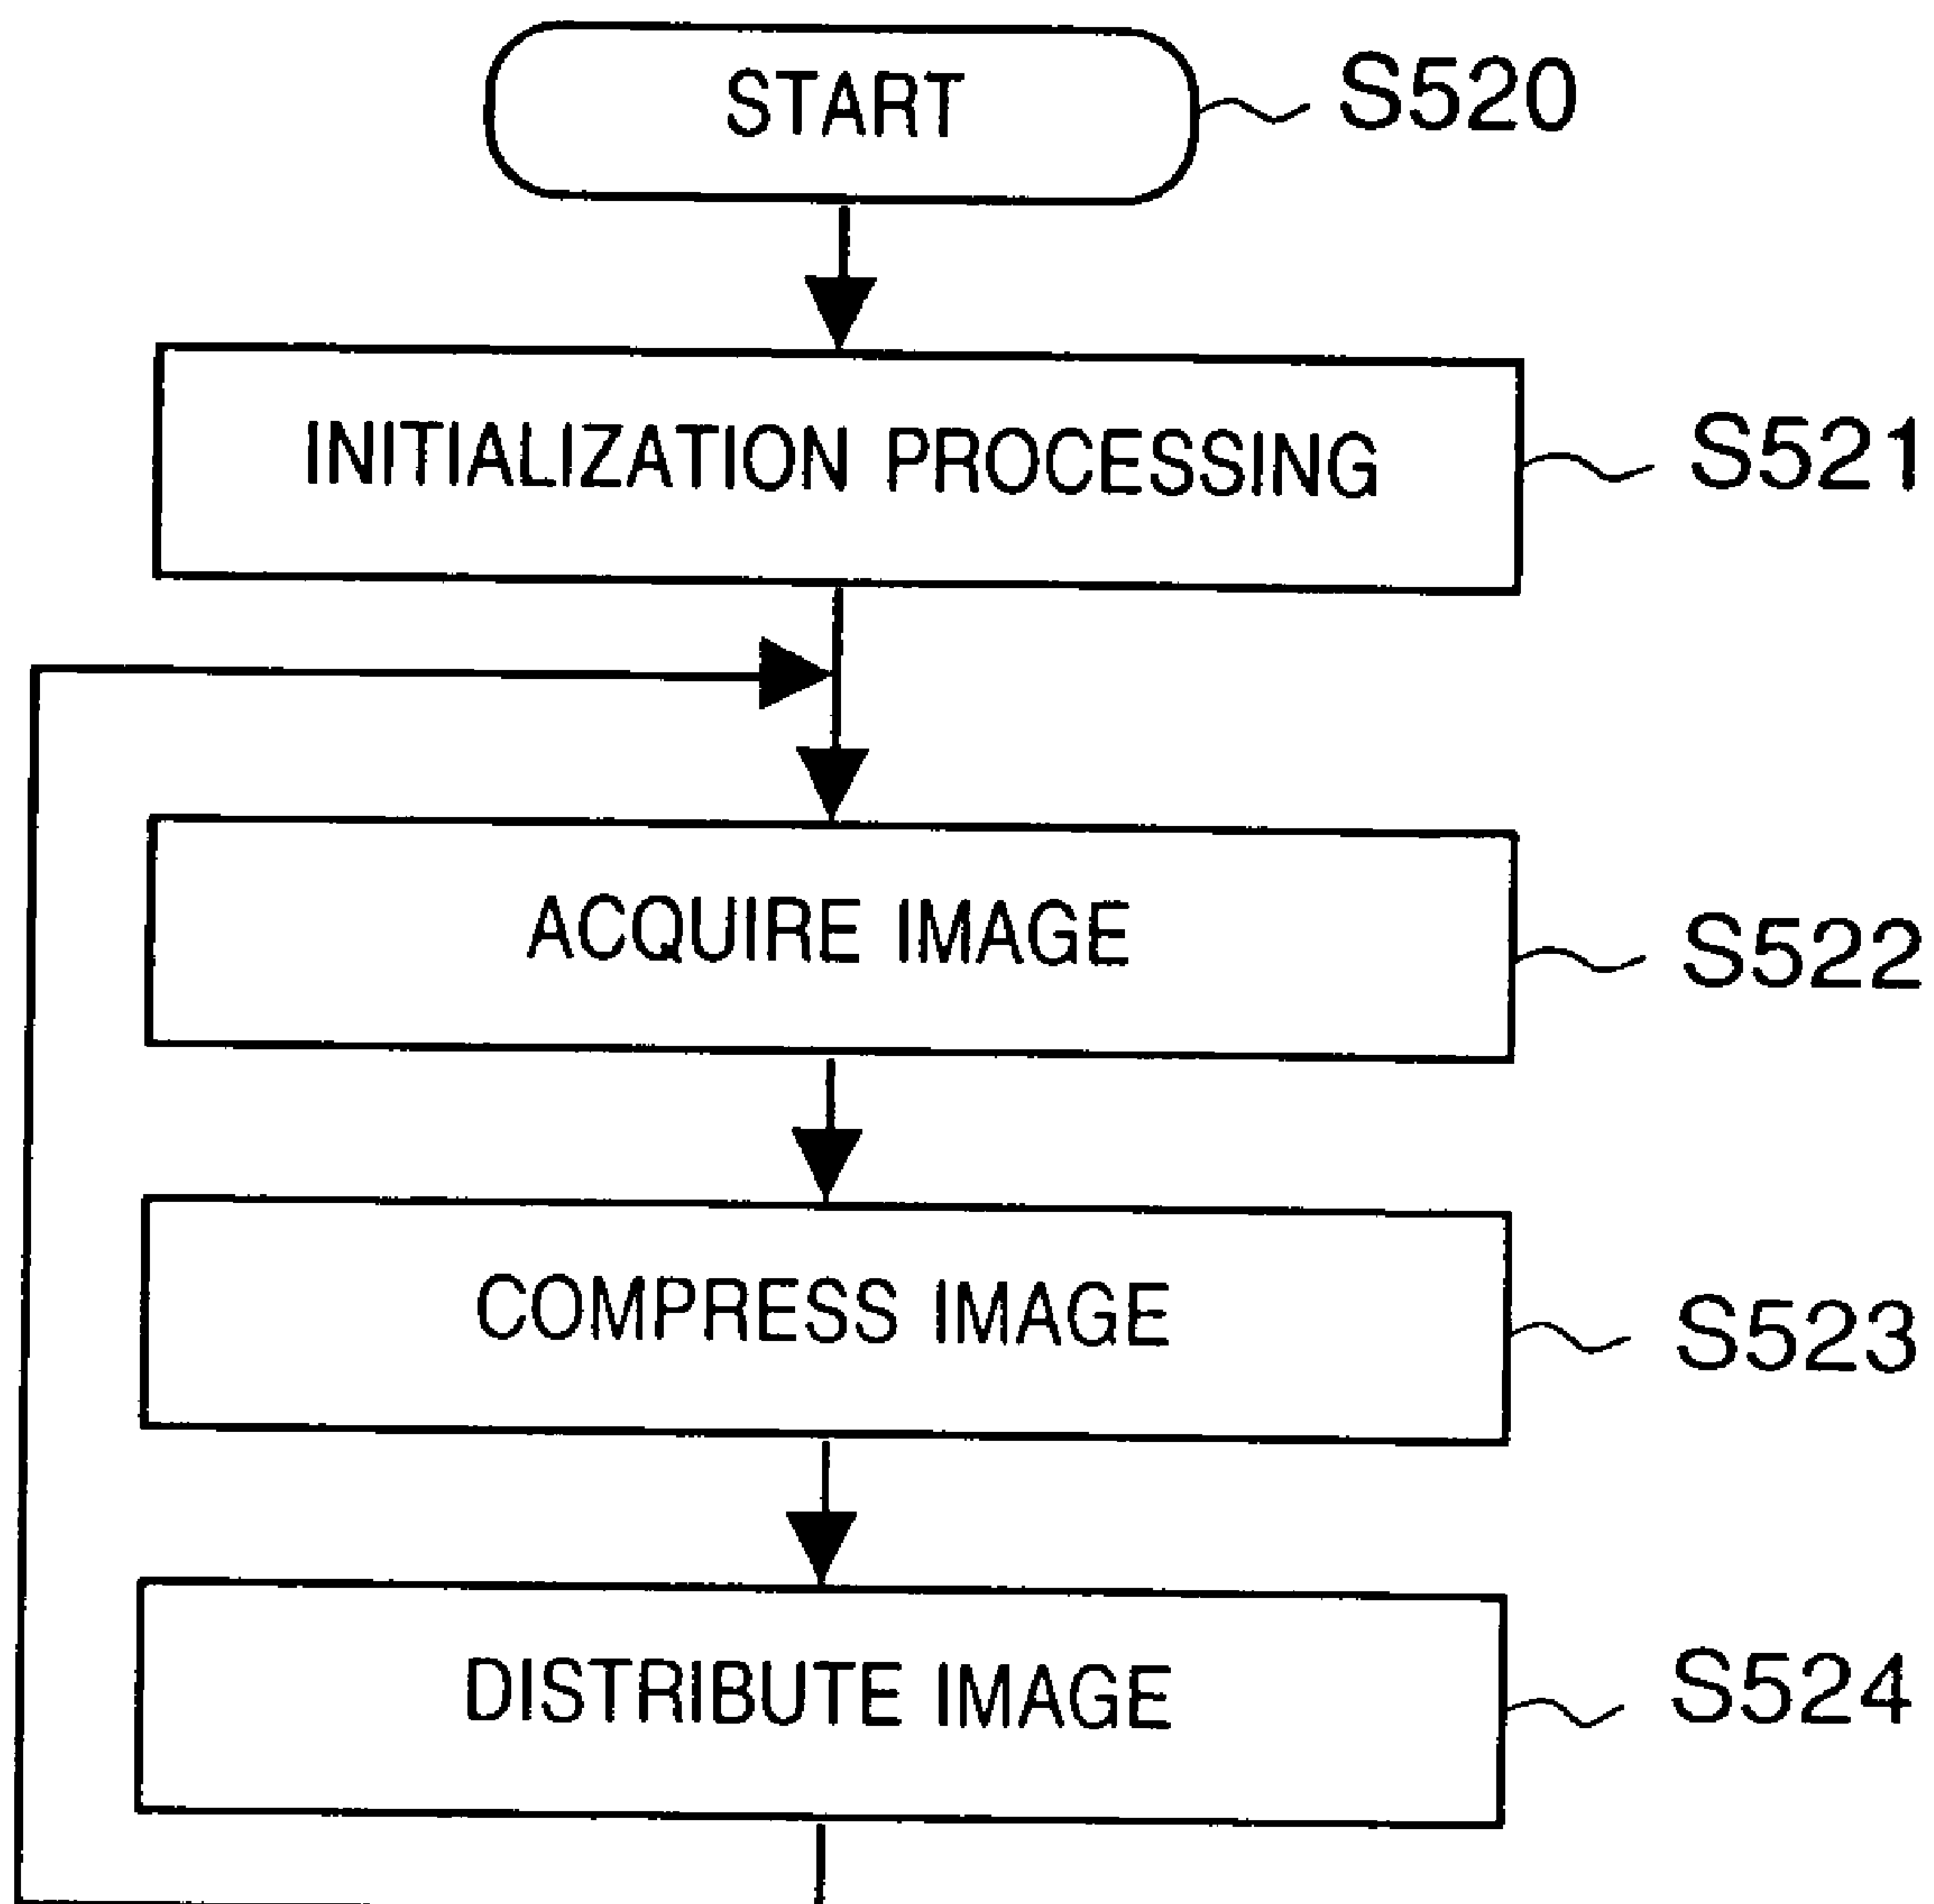 START
S520
INITIALIZATION PROCESSING
S521
ACQUIRE IMAGE
S522
COMPRESS IMAGE
S523
DISTRIBUTE IMAGE
S524